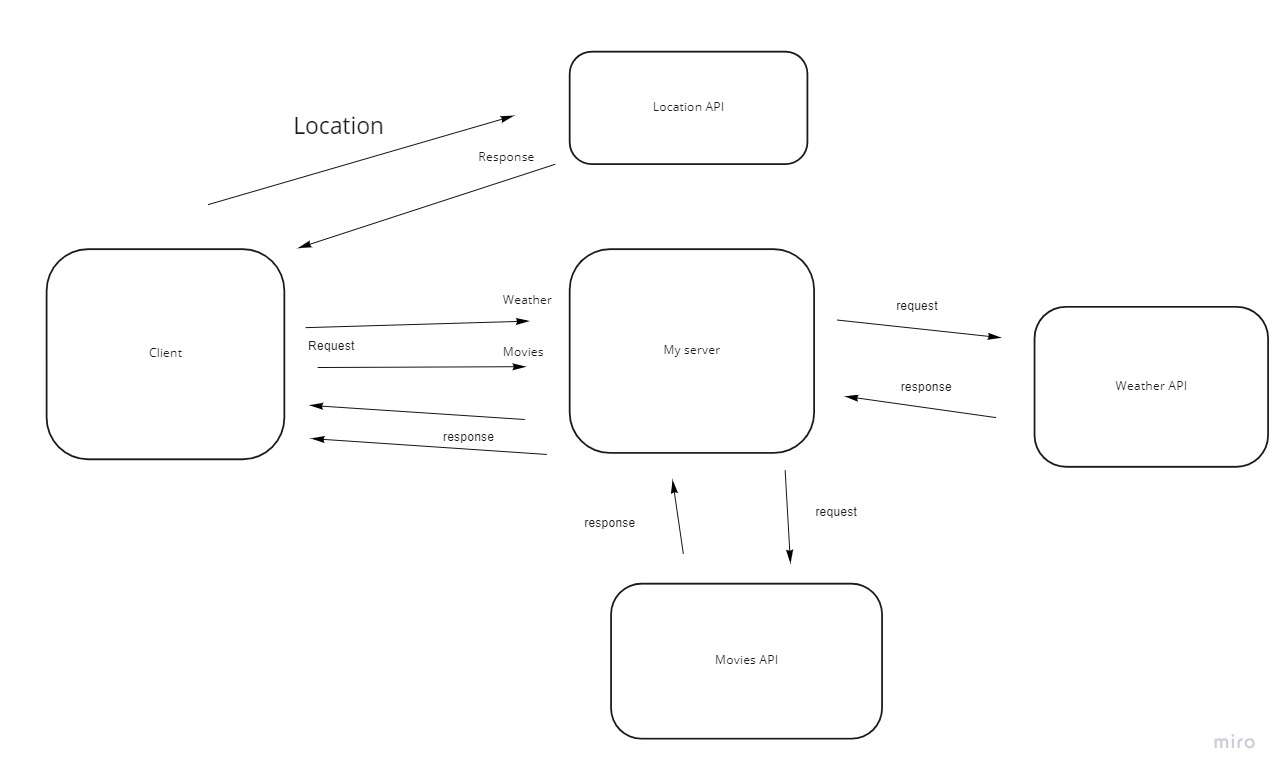 Location API
Location
Response
Weather
request
Request
Movies
My server
Client
Weather API
response
response
request
response
Movies API
miro